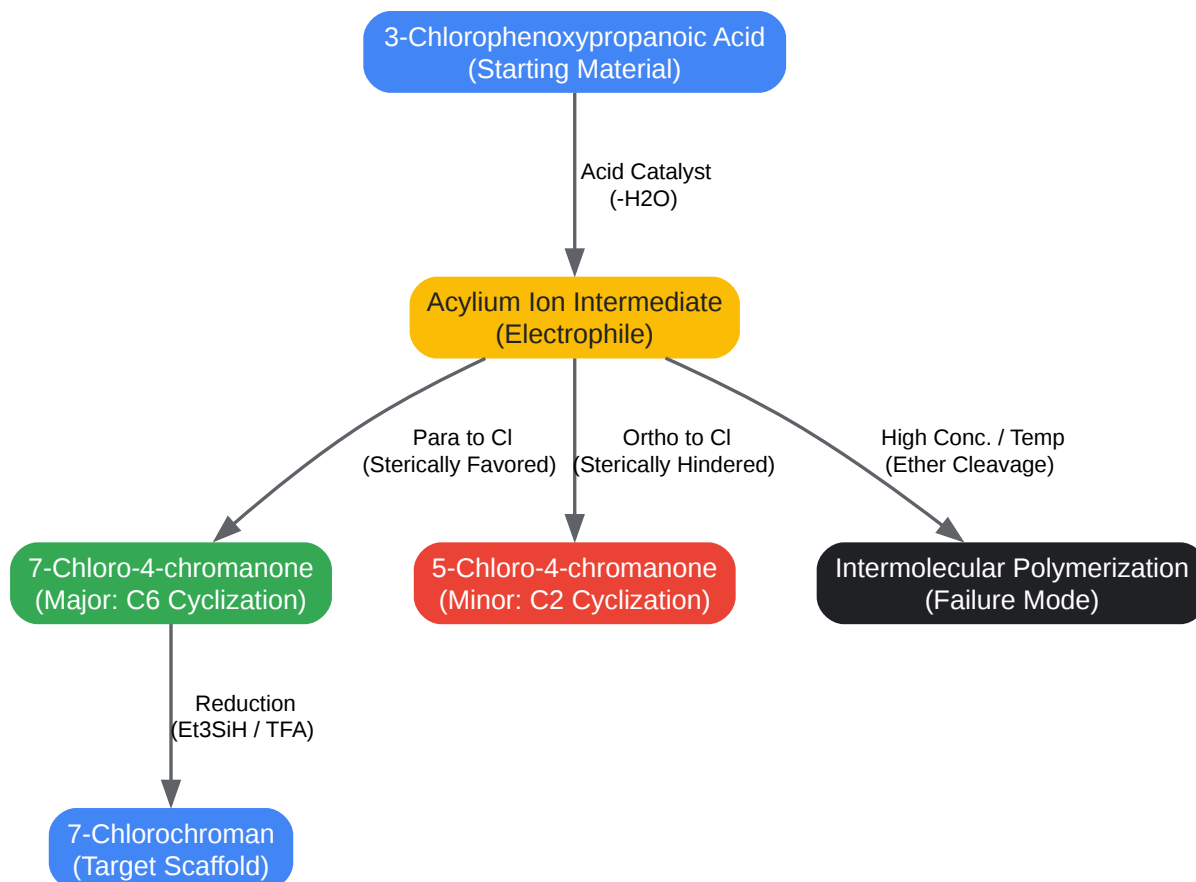 3-Chlorophenoxypropanoic Acid
(Starting Material)
Acid Catalyst
(-H2O)
Acylium Ion Intermediate
(Electrophile)
Para to Cl
(Sterically Favored)
Ortho to Cl
(Sterically Hindered)
High Conc. / Temp
(Ether Cleavage)
7-Chloro-4-chromanone
(Major: C6 Cyclization)
5-Chloro-4-chromanone
(Minor: C2 Cyclization)
Intermolecular Polymerization
(Failure Mode)
Reduction
(Et3SiH / TFA)
7-Chlorochroman
(Target Scaffold)